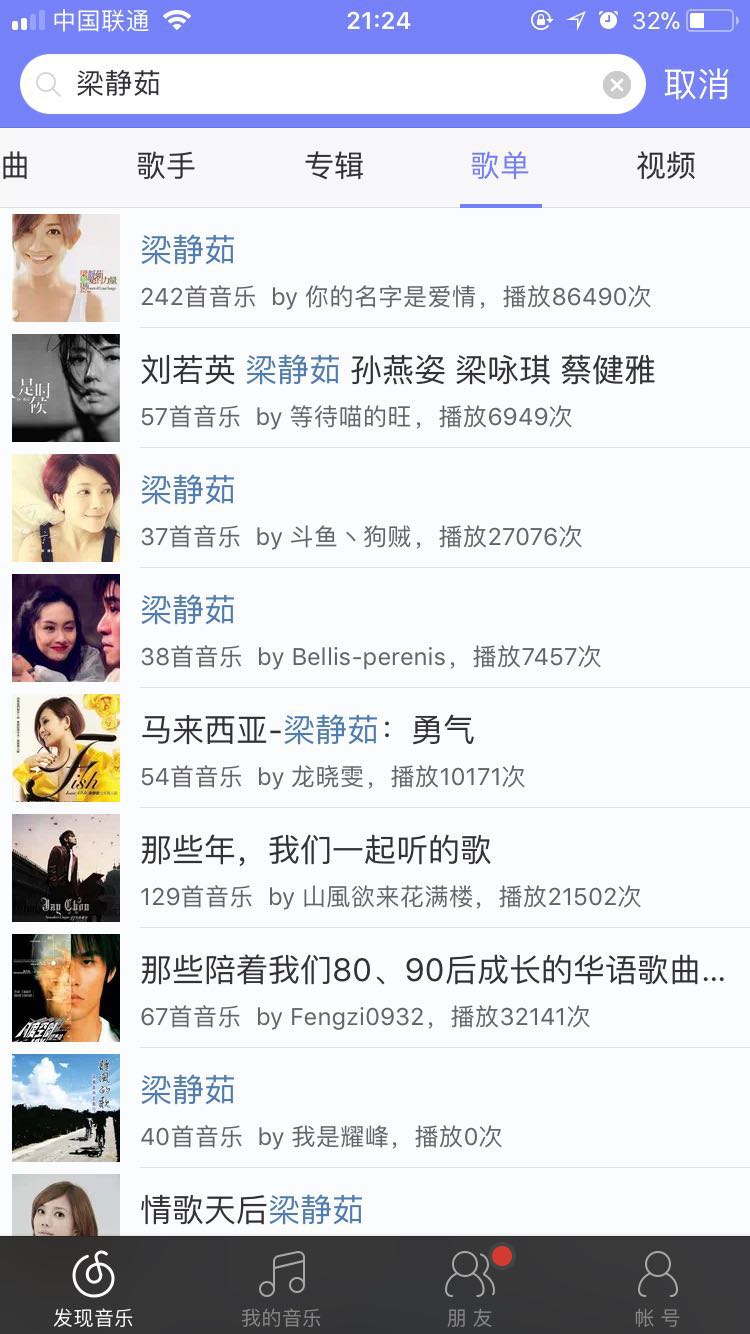 中国联通
21:24
32%
梁静茹
取消
曲
歌手
专辑
歌单
视频
梁静茹
242首音乐 by 你的名字是爱情，播放86490次
刘若英 梁静茹 孙燕姿 梁咏琪 蔡健雅
57首音乐 by 等待喵的旺，播放6949次
梁静茹
37首音乐 by 斗鱼丶狗贼，播放27076次
梁静茹
38首音乐 by Bellis-perenis，播放7457次
马来西亚-梁静茹：勇气
54首音乐 by 龙晓雯，播放10171次
那些年，我们一起听的歌
129首音乐 by 山風欲来花满楼，播放21502次
Jay Chou
那些陪着我们80、90后成长的华语歌曲...
67首音乐 by Fengzi0932，播放32141次
八度空间
梁静茹
40首音乐 by 我是耀峰，播放0次
聽風的歌
情歌天后梁静茹
发现音乐
我的音乐
朋友
帐号